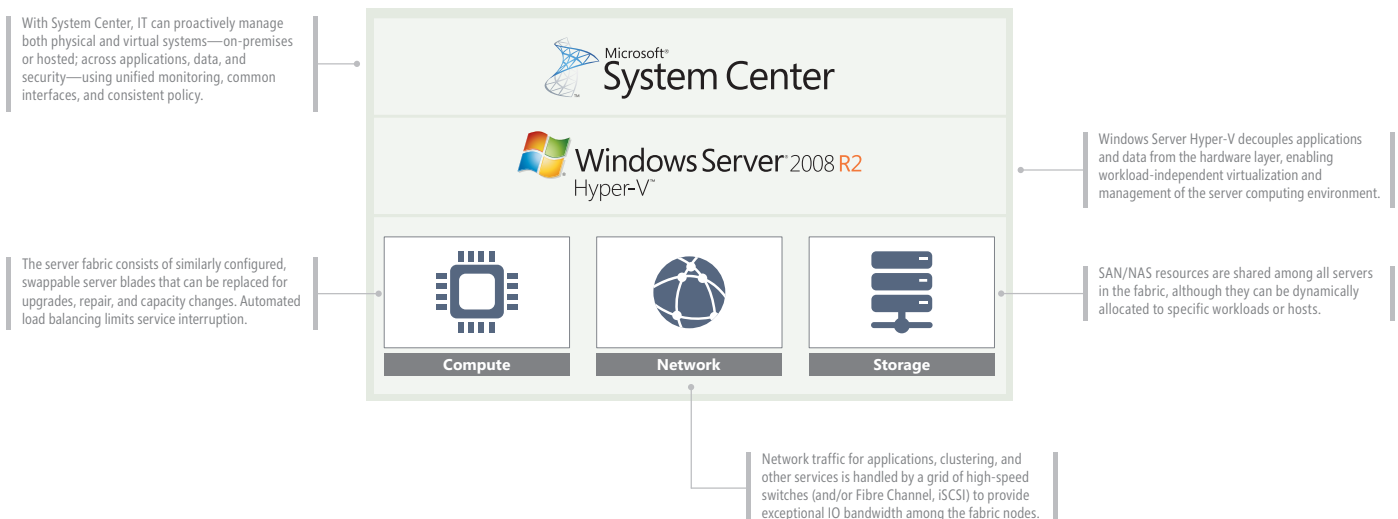 With System Center, IT can proactively manage
both physical and virtual systems—on-premises
or hosted; across applications, data, and
security—using unified monitoring, common
interfaces, and consistent policy.
Microsoft®
System Center™
Windows Server® 2008 R2
Hyper-V™
Windows Server Hyper-V decouples applications
and data from the hardware layer, enabling
workload-independent virtualization and
management of the server computing environment.
The server fabric consists of similarly configured,
swappable server blades that can be replaced for
upgrades, repair, and capacity changes. Automated
load balancing limits service interruption.
Compute
Network
Storage
SAN/NAS resources are shared among all servers
in the fabric, although they can be dynamically
allocated to specific workloads or hosts.
Network traffic for applications, clustering, and
other services is handled by a grid of high-speed
switches (and/or Fibre Channel, iSCSI) to provide
exceptional IO bandwidth among the fabric nodes.